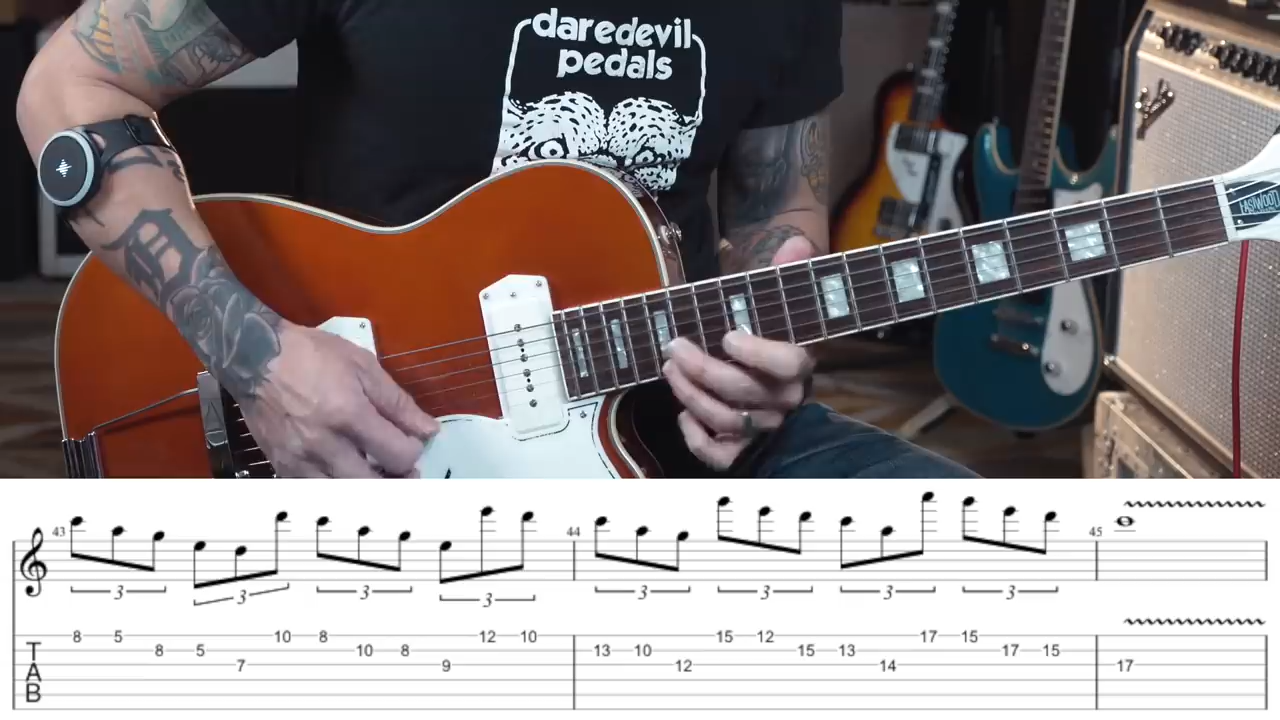 daredevil
pedals
EASTWOOD
43 44 45
3 3 3 3 3 3 3 3
T
A
B
8 5 10 8 12 10 15 12 17 15
8 5 10 8 13 10 15 13 17 15
7 9 12 14 17